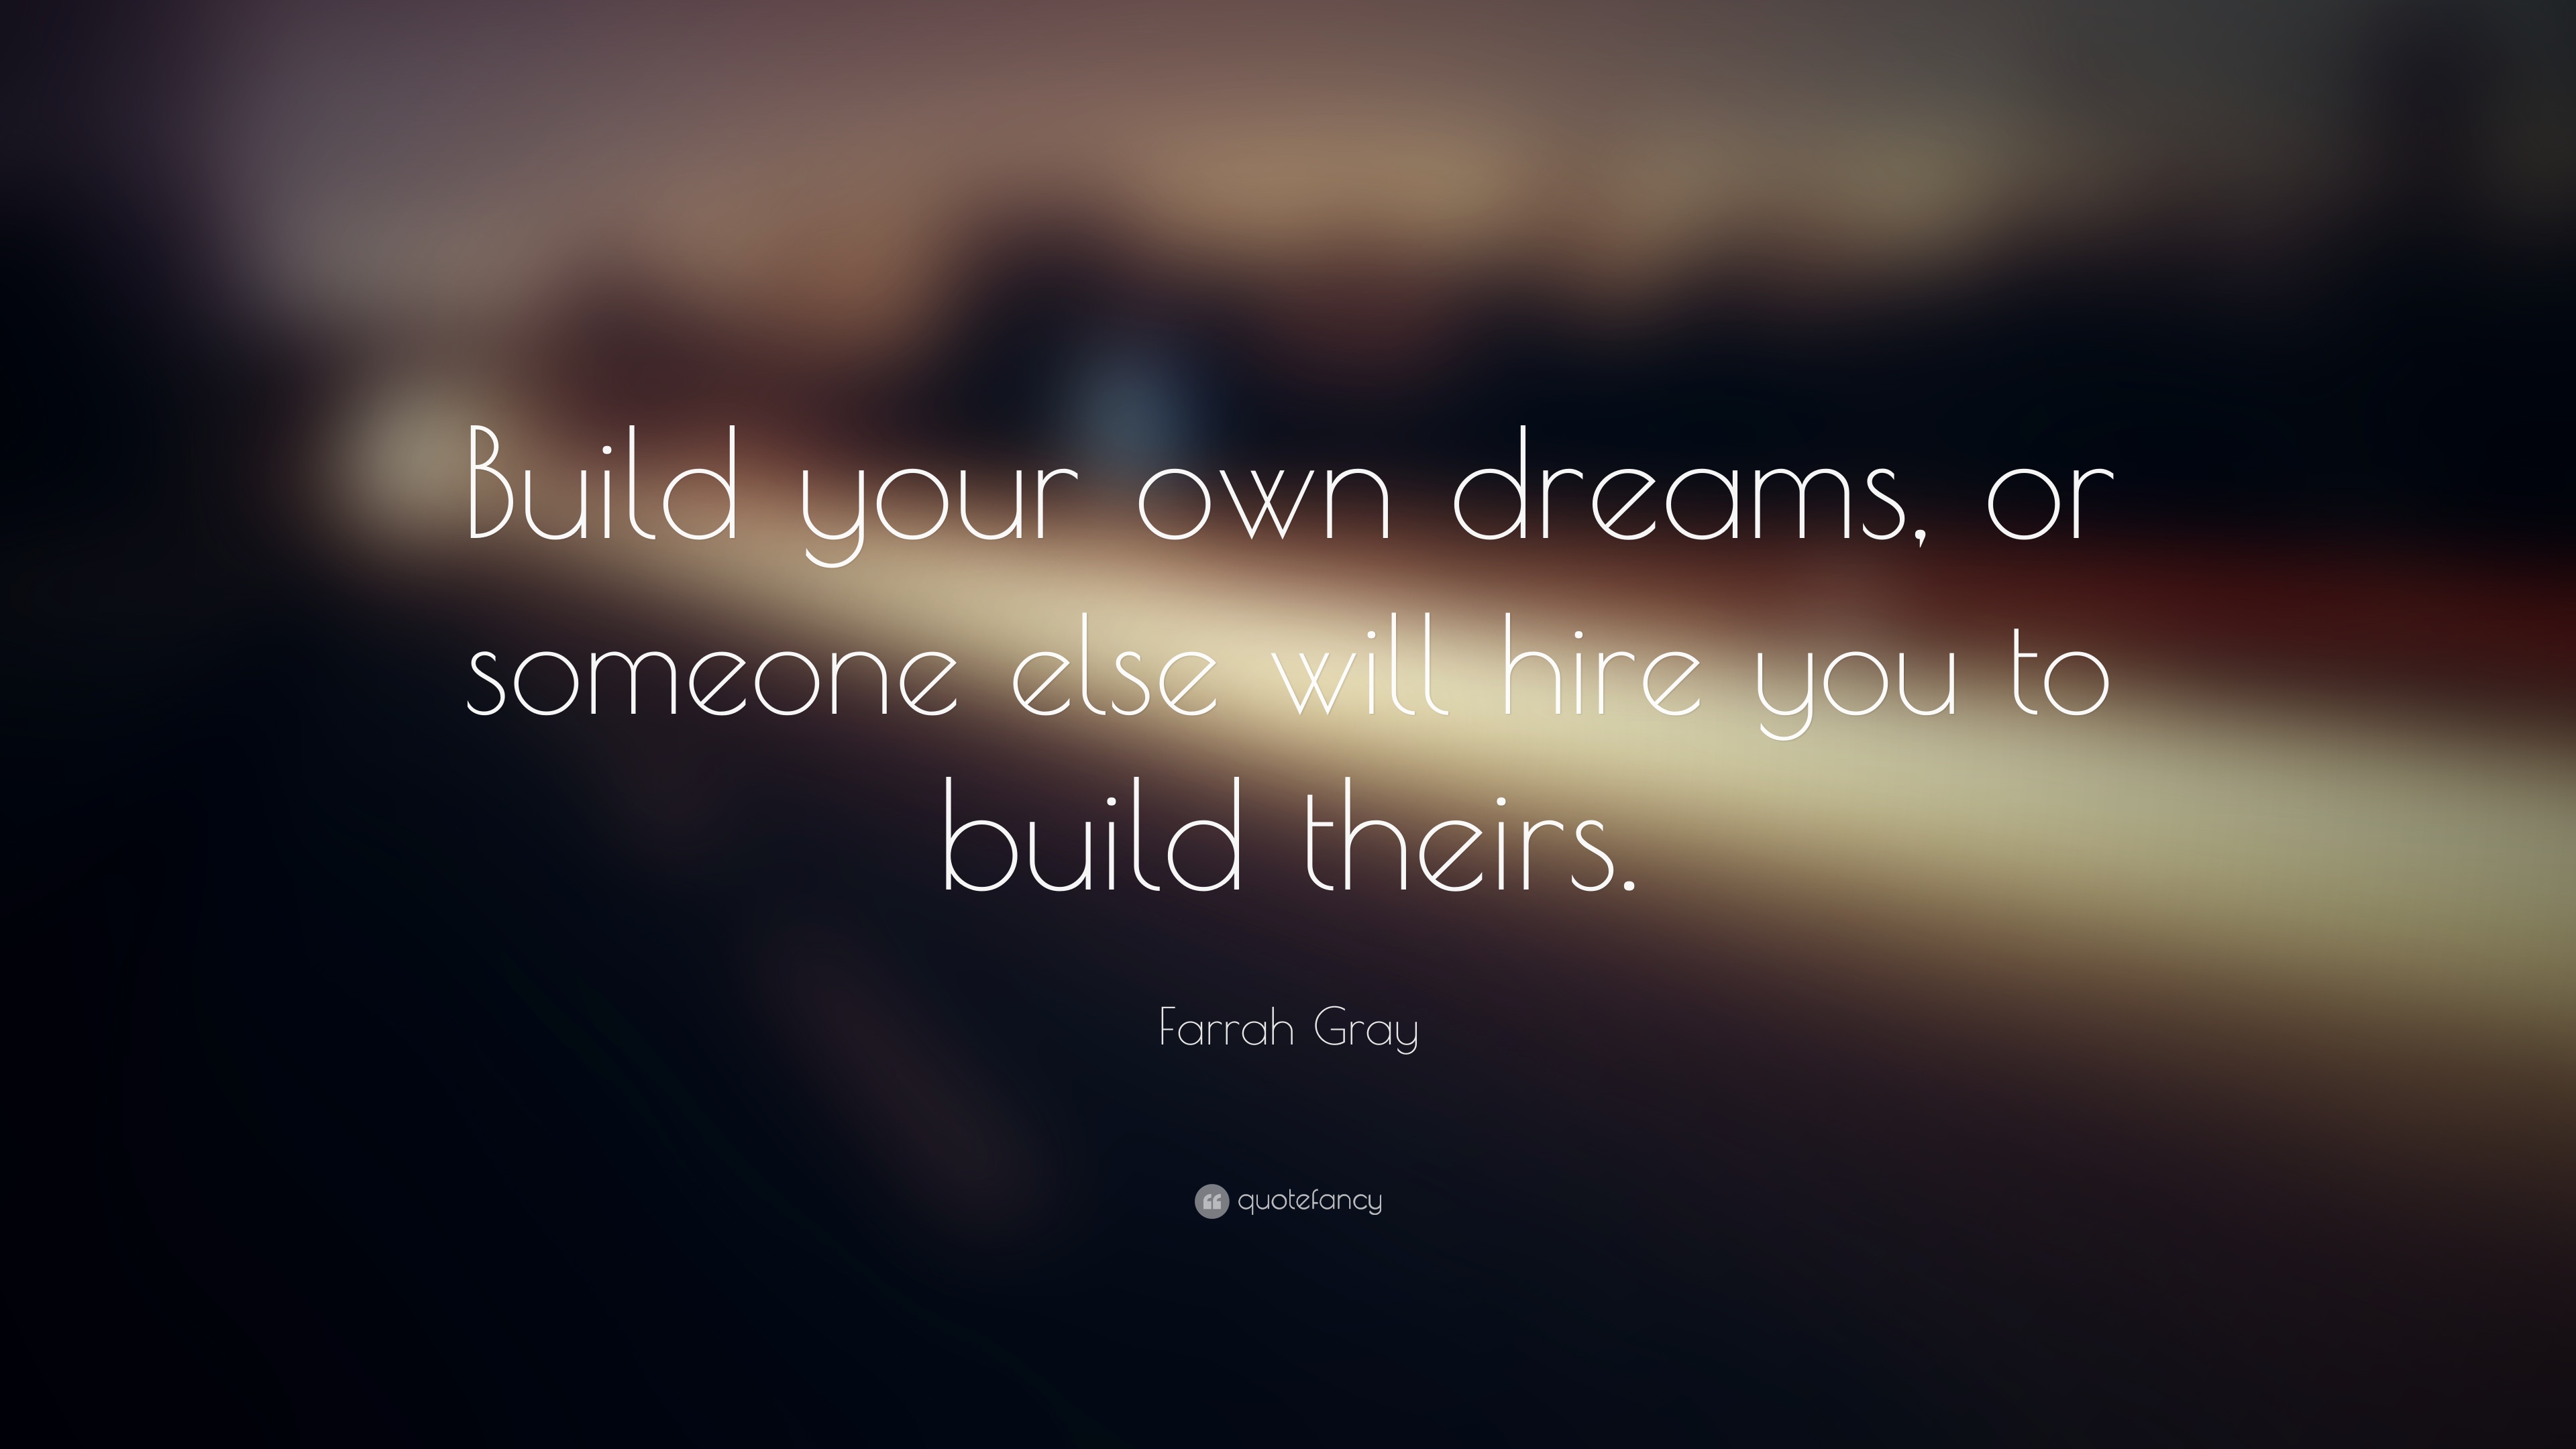 Build your own dreams, or
someone else will hire you to
build theirs.
Farrah Gray
quotefancy